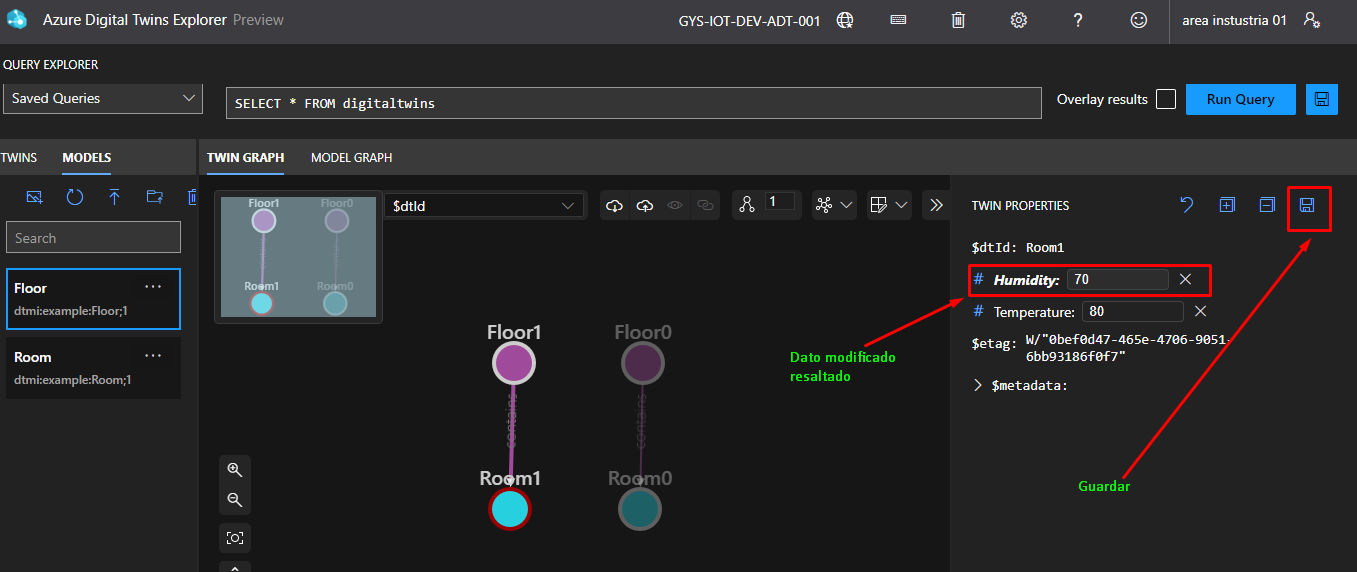 Azure Digital Twins Explorer Preview
GYS-IOT-DEV-ADT-001
?
area instustria 01
QUERY EXPLORER
Saved Queries
SELECT * FROM digitaltwins
Overlay results
Run Query
TWINS
MODELS
TWIN GRAPH
MODEL GRAPH
Search
Floor
...
dtmi:example:Floor;1
Room
...
dtmi:example:Room;1
Floor1
Floor0
Room1
Room0
$dtId
1
Floor1
Floor0
contains
contains
Room1
Room0
TWIN PROPERTIES
$dtId: Room1
# Humidity: 70
# Temperature: 80
$etag: W/"0bef0d47-465e-4706-9051-
6bb93186f0f7"
$metadata:
Dato modificado
resaltado
Guardar